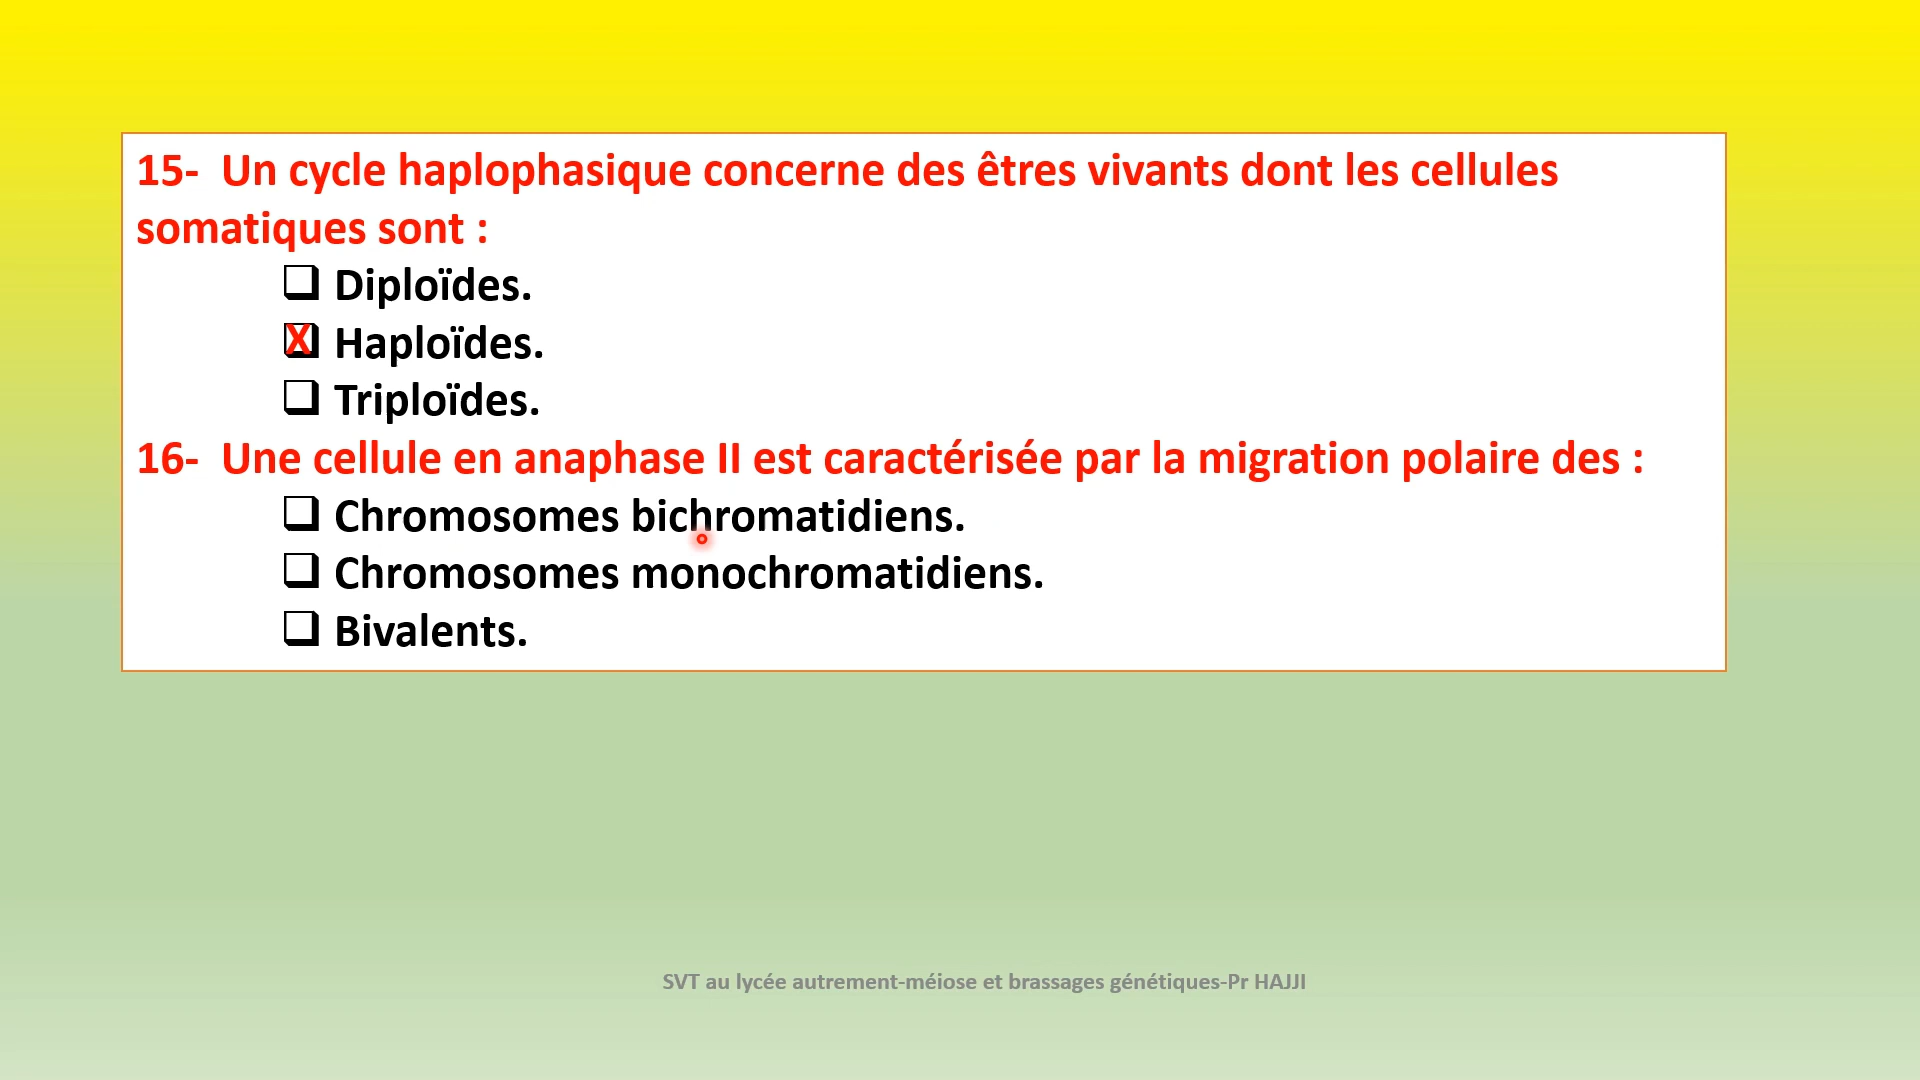 15- Un cycle haplophasique concerne des êtres vivants dont les cellules
somatiques sont :
❑ Diploïdes.
X Haploïdes.
❑ Triploïdes.
16- Une cellule en anaphase II est caractérisée par la migration polaire des :
❑ Chromosomes bichromatidiens.
❑ Chromosomes monochromatidiens.
❑ Bivalents.
SVT au lycée autrement-méiose et brassages génétiques-Pr HAJJI